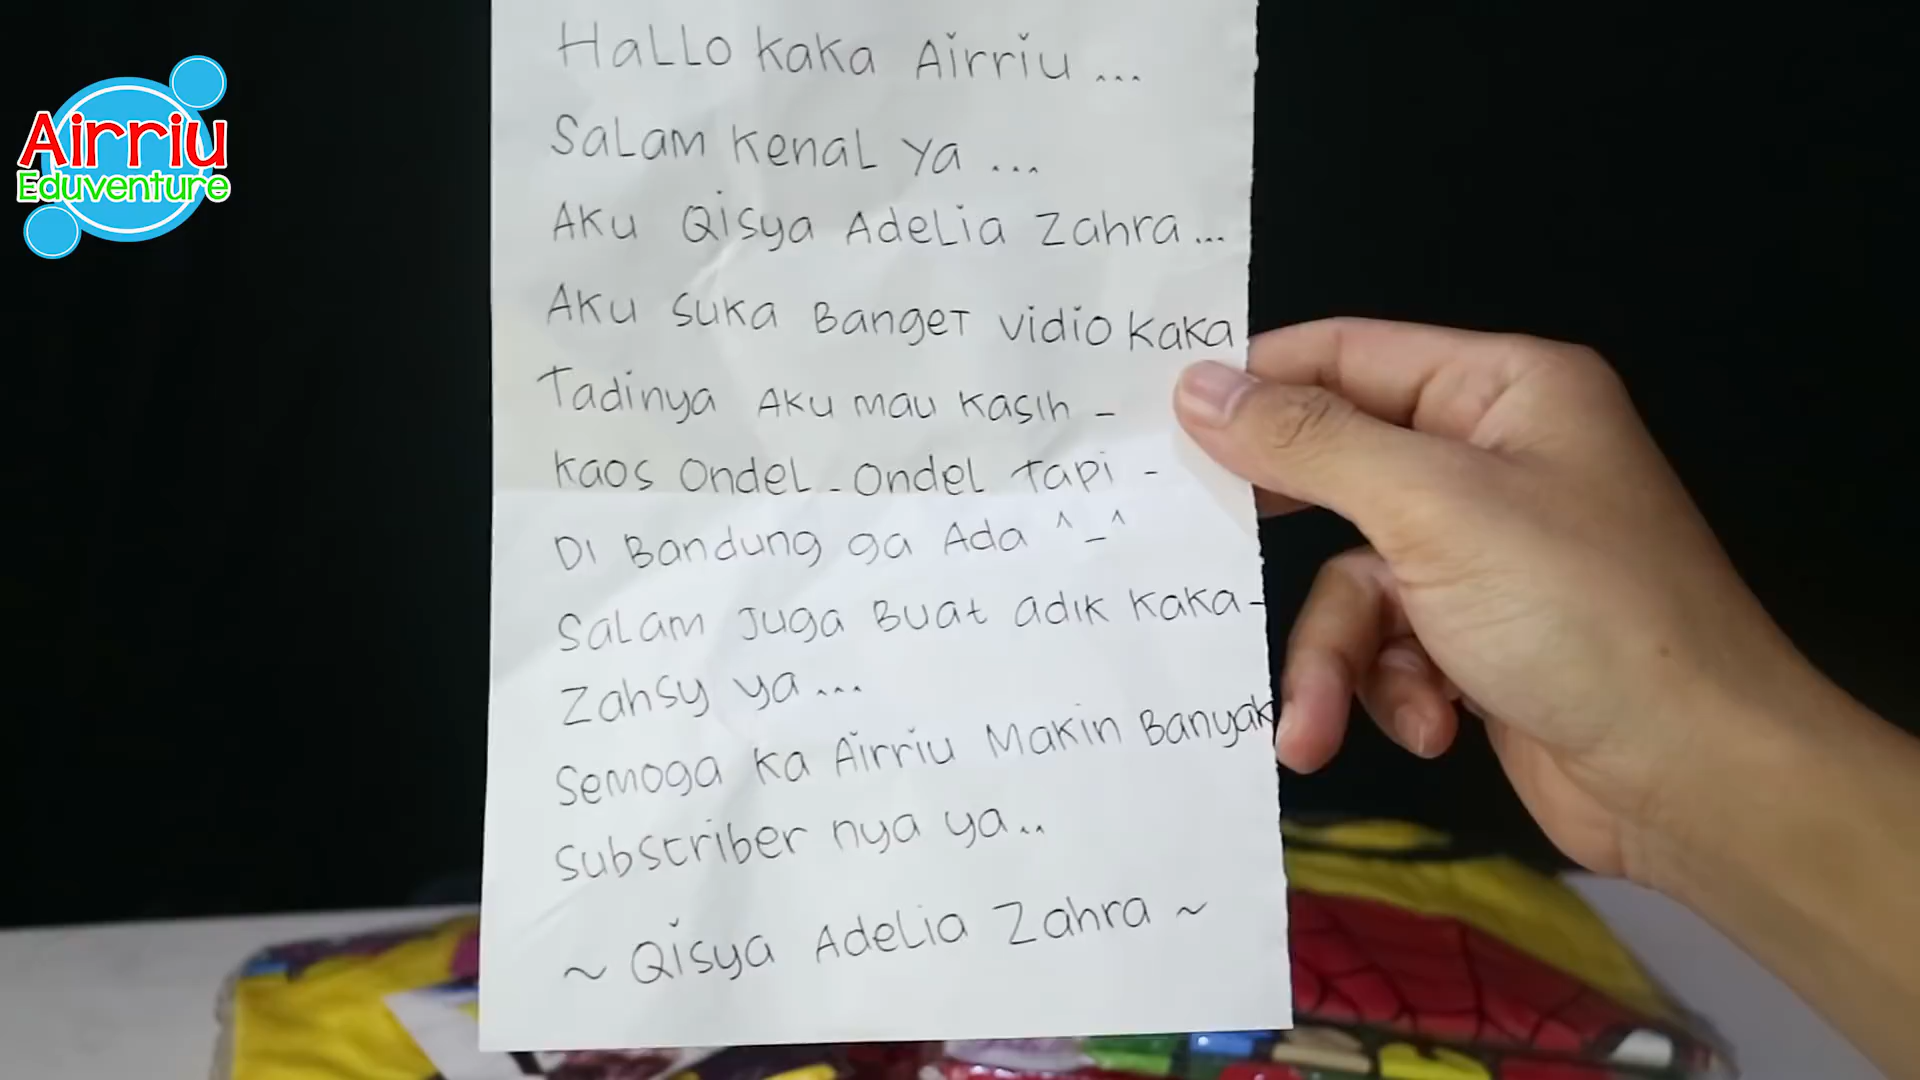 Airriu
Eduventure
HaLLo kaka Airriu ...
SaLam kenaL ya ...
Aku Qisya AdeLia Zahra...
Aku suka Banget vidio kaka
Tadinya Aku mau kasih -
kaos ondeL-ondeL tapi -
Di Bandung ga Ada ^_^
SaLam juga Buat adik kaka-
Zahsy ya...
Semoga ka Airriu Makin Banyak
Substriber nya ya..
~ Qisya AdeLia Zahra ~